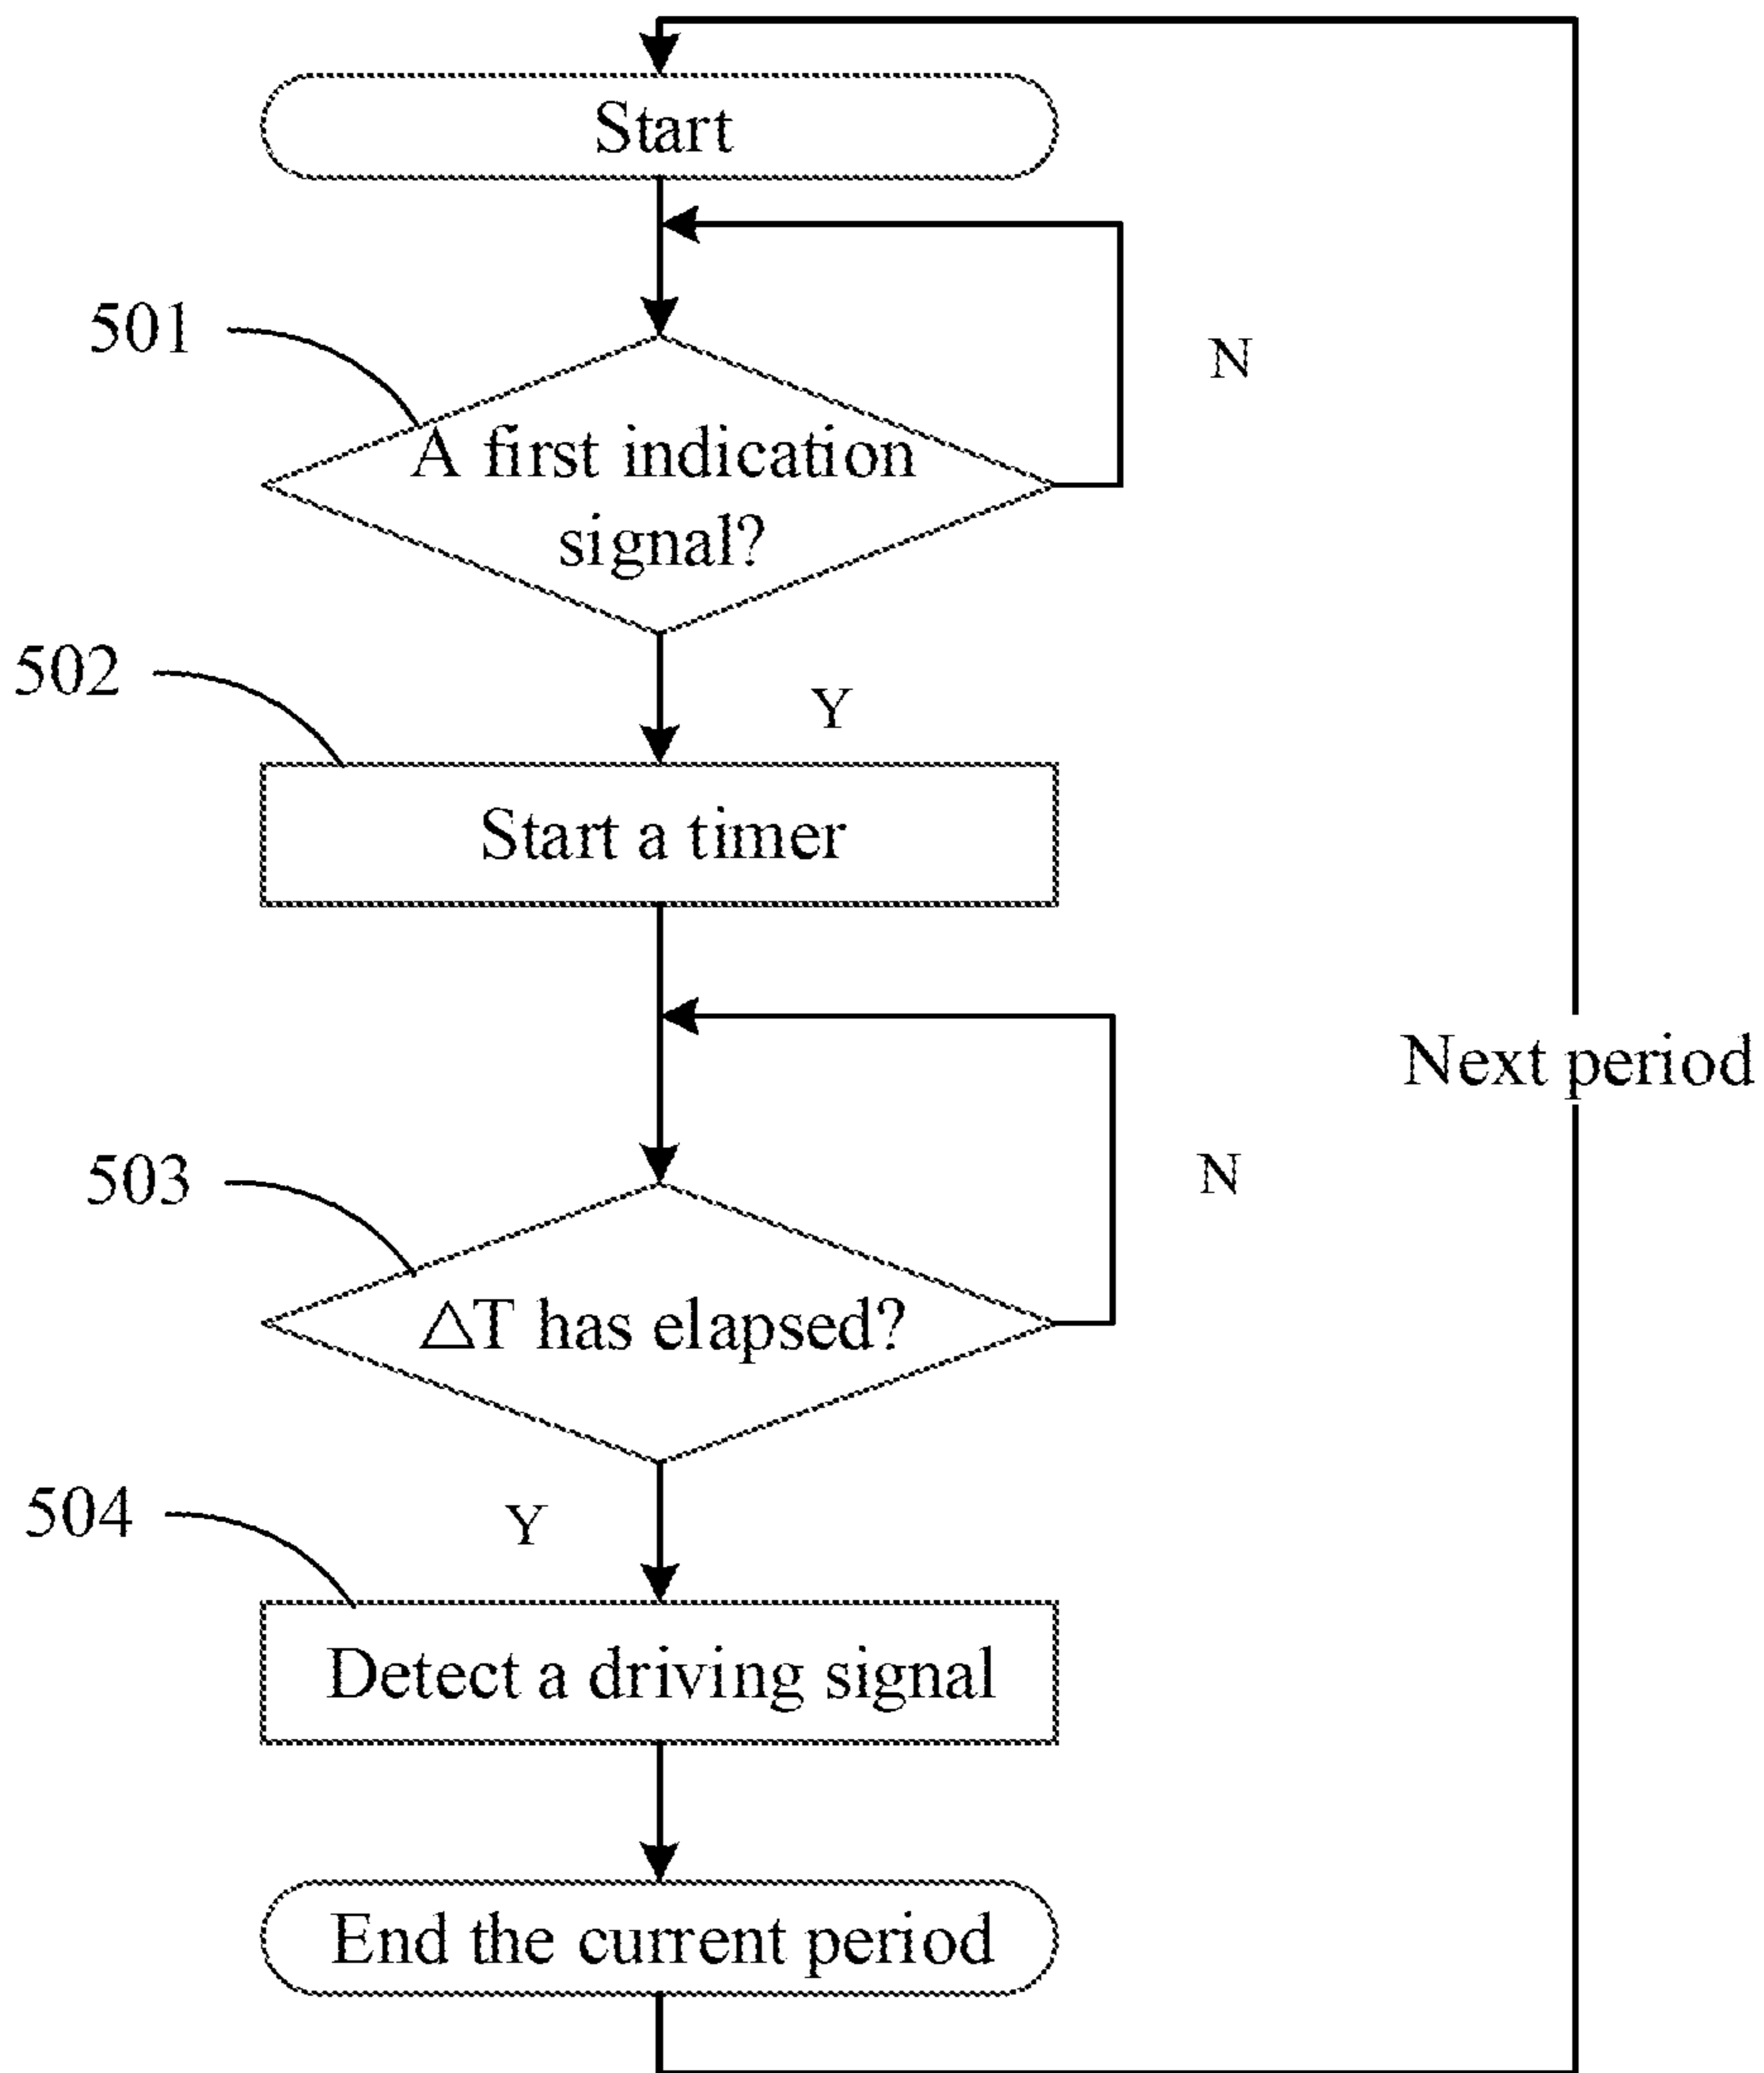 Start
501
N
A first indication
signal?
502
Y
Start a timer
Next period
503
N
△T has elapsed?
504
Y
Detect a driving signal
End the current period